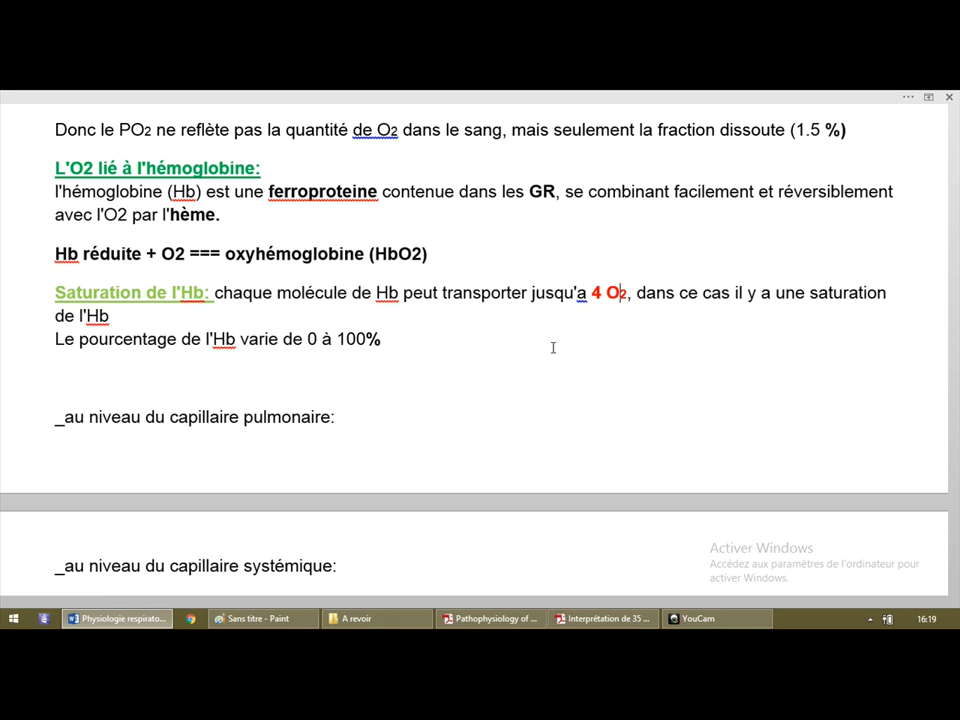 Donc le PO2 ne reflète pas la quantité de O2 dans le sang, mais seulement la fraction dissoute (1.5 %)
L'O2 lié à l'hémoglobine:
l'hémoglobine (Hb) est une ferroproteine contenue dans les GR, se combinant facilement et réversiblement
avec l'O2 par l'hème.
Hb réduite + O2 === oxyhémoglobine (HbO2)
Saturation de l'Hb: chaque molécule de Hb peut transporter jusqu'a 4 O2, dans ce cas il y a une saturation
de l'Hb
Le pourcentage de l'Hb varie de 0 à 100%
_au niveau du capillaire pulmonaire:
_au niveau du capillaire systémique:
Activer Windows
Accédez aux paramètres de l'ordinateur pour
activer Windows.
Physiologie respirato... Sans titre - Paint A revoir Pathophysiology of ... Interprétation de 35 ... YouCam 16:19